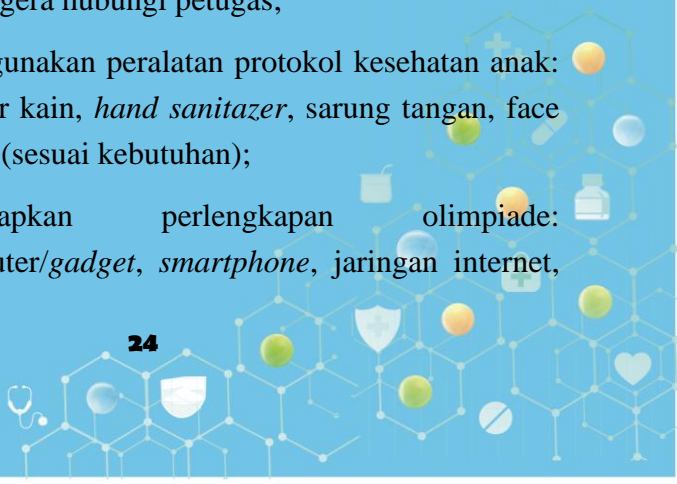 gera hubungi petugas;
gunakan peralatan protokol kesehatan anak:
r kain, hand sanitazer, sarung tangan, face
(sesuai kebutuhan);
apkan perlengkapan olimpiade:
uter/gadget, smartphone, jaringan internet,
24